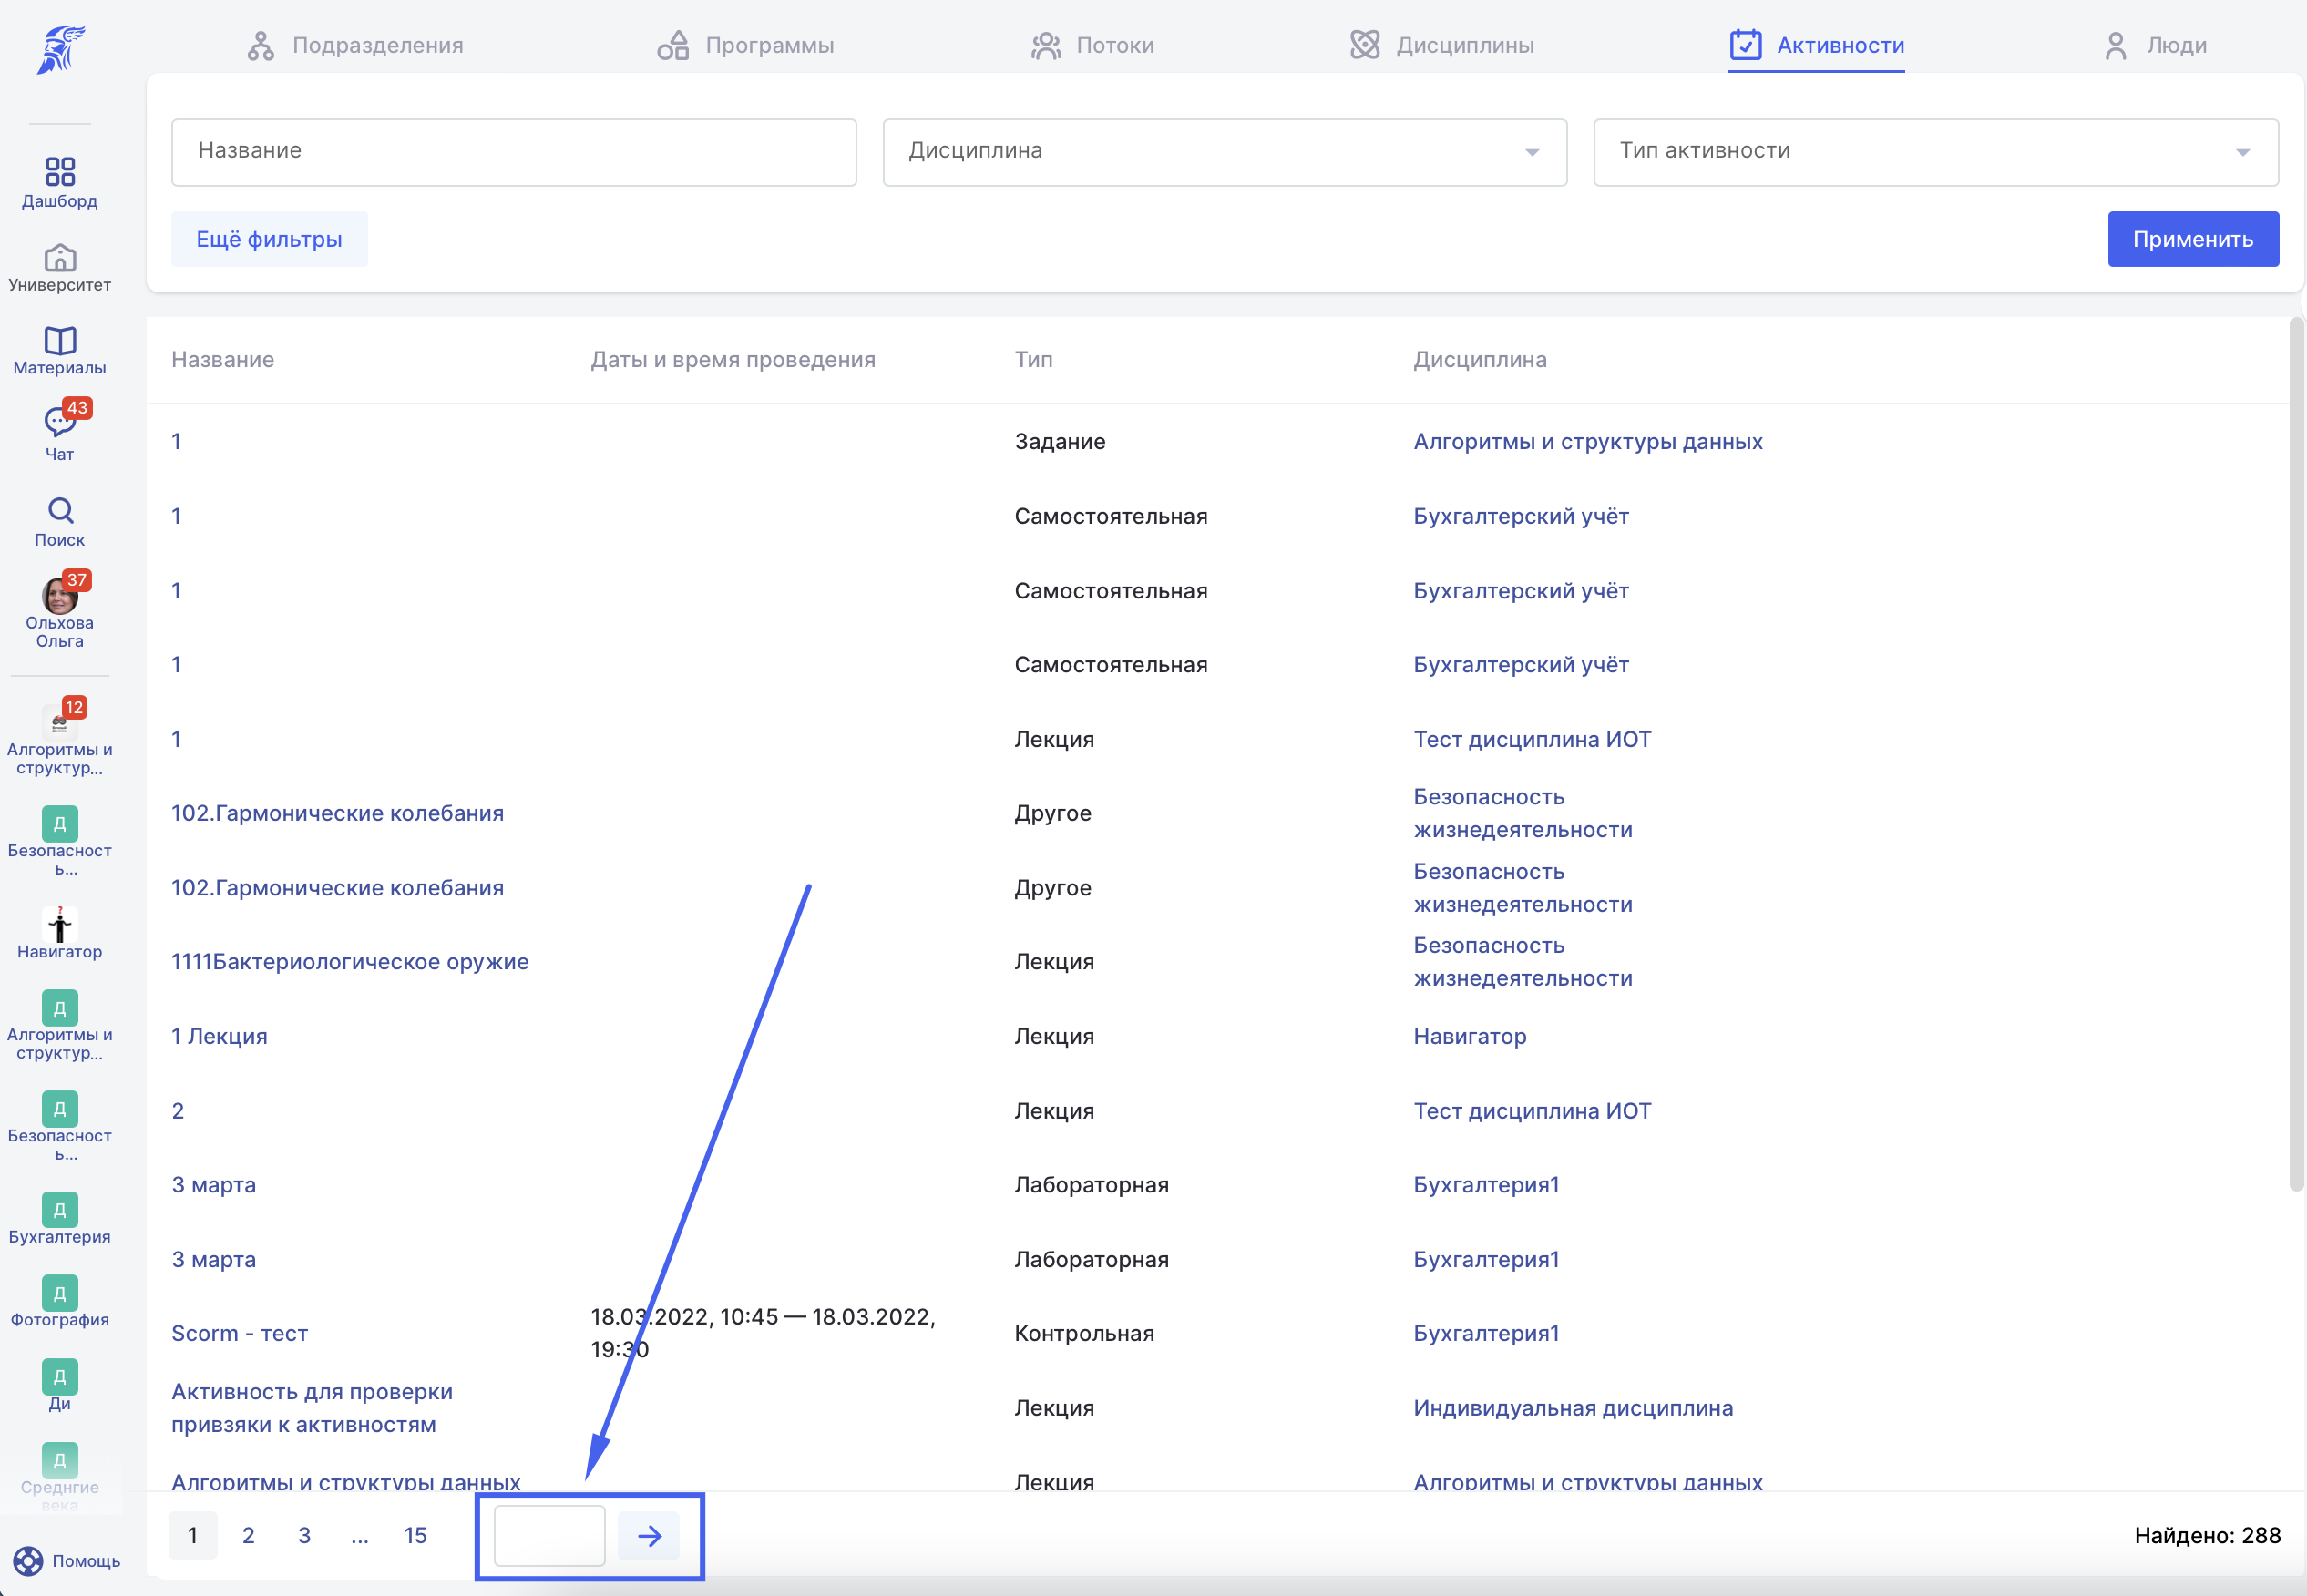 Подразделения
Программы
Потоки
Дисциплины
Активности
Люди
Название
Дисциплина
Тип активности
Ещё фильтры
Применить
Дашборд
Университет
Материалы
43
Чат
Поиск
37
Ольхова
Ольга
12
Алгоритмы и
структур...
Д
Безопасност
ь...
?
Навигатор
Д
Алгоритмы и
структур...
Д
Безопасност
ь...
Д
Бухгалтерия
Д
Фотография
Д
Ди
Д
Среднгие
века
Помощь
Название Даты и время проведения Тип Дисциплина
1 Задание Алгоритмы и структуры данных
1 Самостоятельная Бухгалтерский учёт
1 Самостоятельная Бухгалтерский учёт
1 Самостоятельная Бухгалтерский учёт
1 Лекция Тест дисциплина ИОТ
102.Гармонические колебания Другое Безопасность
жизнедеятельности
102.Гармонические колебания Другое Безопасность
жизнедеятельности
1111Бактериологическое оружие Лекция Безопасность
жизнедеятельности
1 Лекция Лекция Навигатор
2 Лекция Тест дисциплина ИОТ
3 марта Лабораторная Бухгалтерия1
3 марта Лабораторная Бухгалтерия1
Scorm - тест 18.03.2022, 10:45 — 18.03.2022,
19:30 Контрольная Бухгалтерия1
Активность для проверки
привзяки к активностям Лекция Индивидуальная дисциплина
Алгоритмы и структуры данных Лекция Алгоритмы и структуры данных
1 2 3 ... 15
Найдено: 288